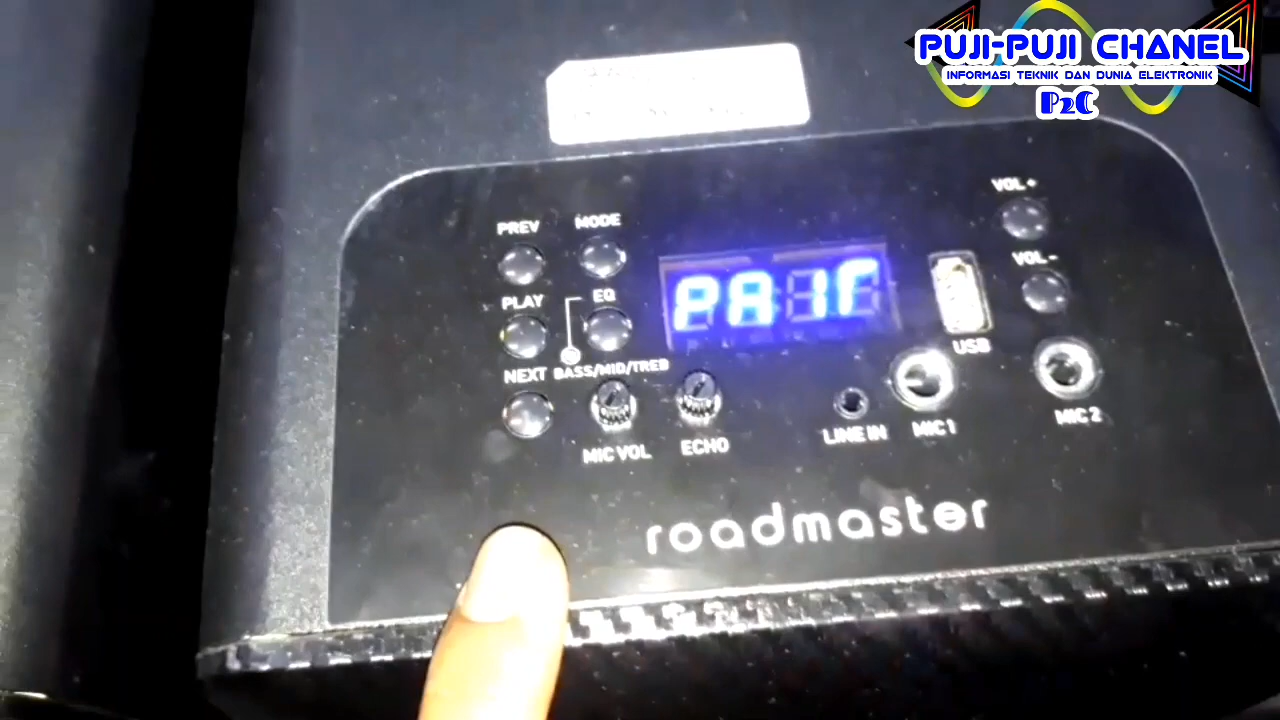 PUJI-PUJI CHANEL
INFORMASI TEKNIK DAN DUNIA ELEKTRONIK
P2C
PREV
MODE
VOL +
PLAY
EQ
PAIr
VOL-
NEXT
BASS/MID/TREB
USB
MIC VOL
ECHO
LINE IN
MIC 1
MIC 2
roadmaster